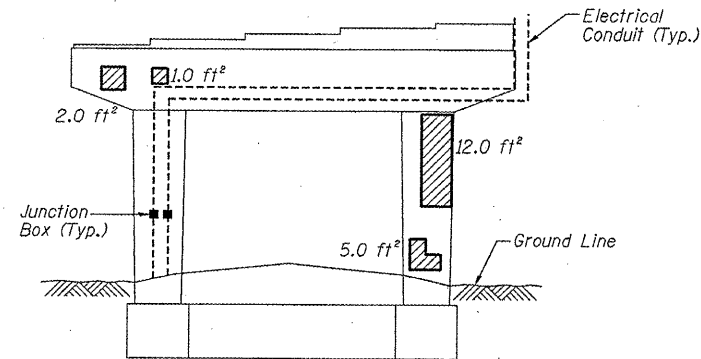 Electrical
Conduit (Typ.)
1.0 ft²
2.0 ft²
12.0 ft²
Junction
Box (Typ.)
5.0 ft²
Ground Line